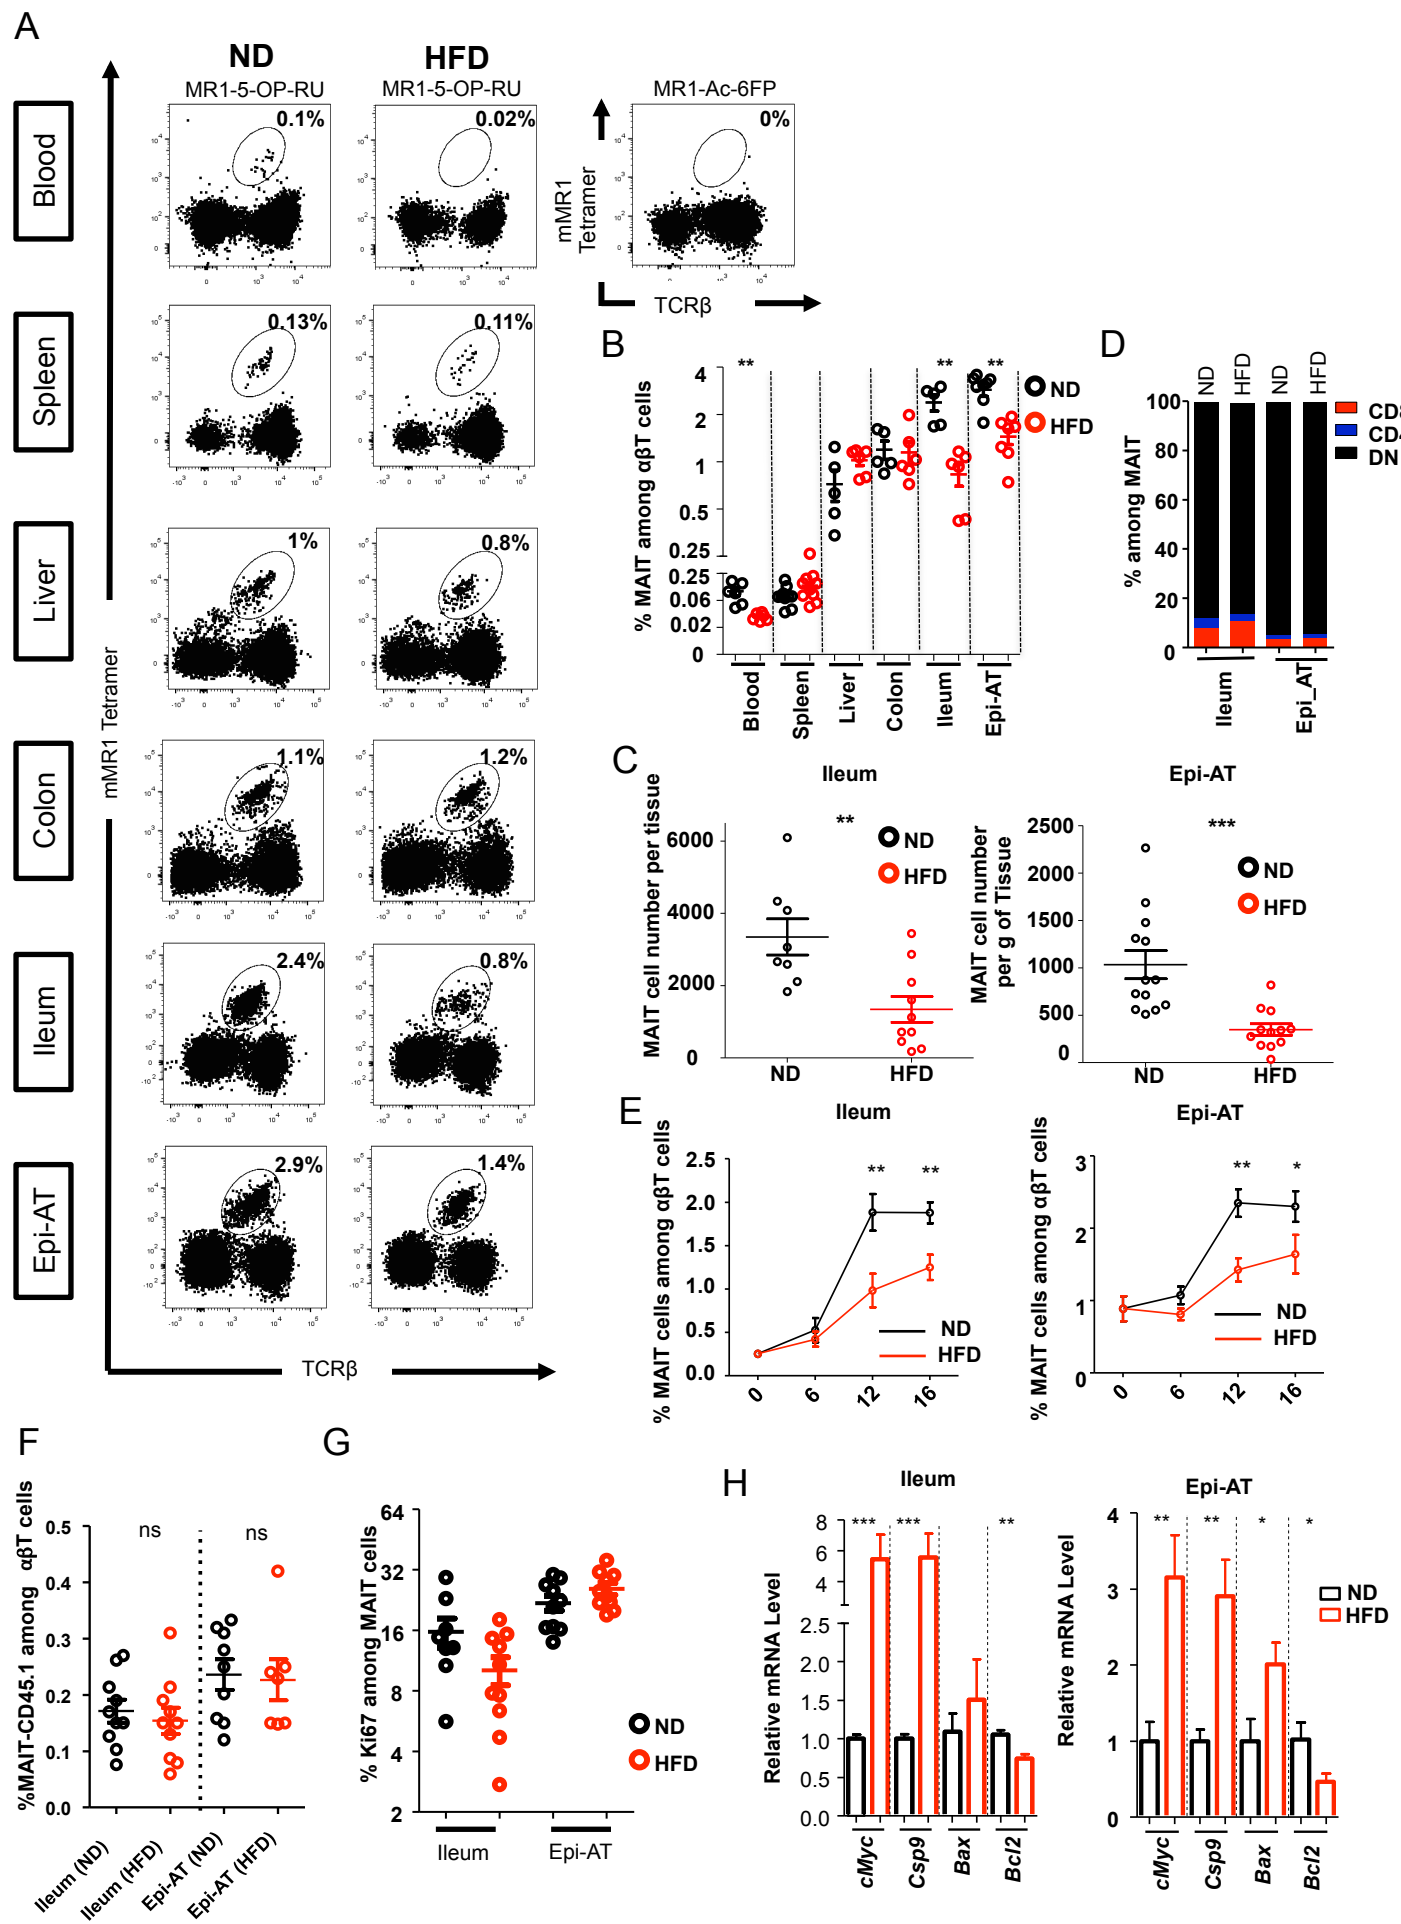 A
ND
HFD
MR1-5-OP-RU
MR1-5-OP-RU
MR1-Ac-6FP
Blood
0.1%
0.02%
0%
mMR1
Tetramer
TCRβ
Spleen
0.13%
0.11%
Liver
1%
0.8%
mMR1 Tetramer
Colon
1.1%
1.2%
Ileum
2.4%
0.8%
Epi-AT
2.9%
1.4%
TCRβ
B
% MAIT among αβT cells
4
2
1
0.5
0.25
0.25
0.06
0.02
0
**
**
**
ND
HFD
Blood
Spleen
Liver
Colon
Ileum
Epi-AT
D
ND
HFD
ND
HFD
% among MAIT
100
80
60
40
20
0
CD8
CD4
DN
Ileum
Epi_AT
C
Ileum
MAIT cell number per tissue
6000
4000
2000
0
**
ND
HFD
ND
HFD
Epi-AT
MAIT cell number
per g of Tissue
2500
2000
1500
1000
500
0
***
ND
HFD
ND
HFD
E
Ileum
% MAIT cells among αβT cells
2.5
2.0
1.5
1.0
0.5
0.0
**
**
ND
HFD
0
6
12
16
Epi-AT
% MAIT cells among αβT cells
3
2
1
0
**
*
ND
HFD
0
6
12
16
F
%MAIT-CD45.1 among αβT cells
0.5
0.4
0.3
0.2
0.1
0.0
ns
ns
Ileum (ND)
Ileum (HFD)
Epi-AT (ND)
Epi-AT (HFD)
G
% Ki67 among MAIT cells
64
32
16
8
4
2
Ileum
Epi-AT
ND
HFD
H
Ileum
Relative mRNA Level
8
6
4
2.5
2.0
1.5
1.0
0.5
0.0
***
***
**
cMyc
Csp9
Bax
Bcl2
Epi-AT
Relative mRNA Level
4
3
2
1
0
**
**
*
*
ND
HFD
cMyc
Csp9
Bax
Bcl2